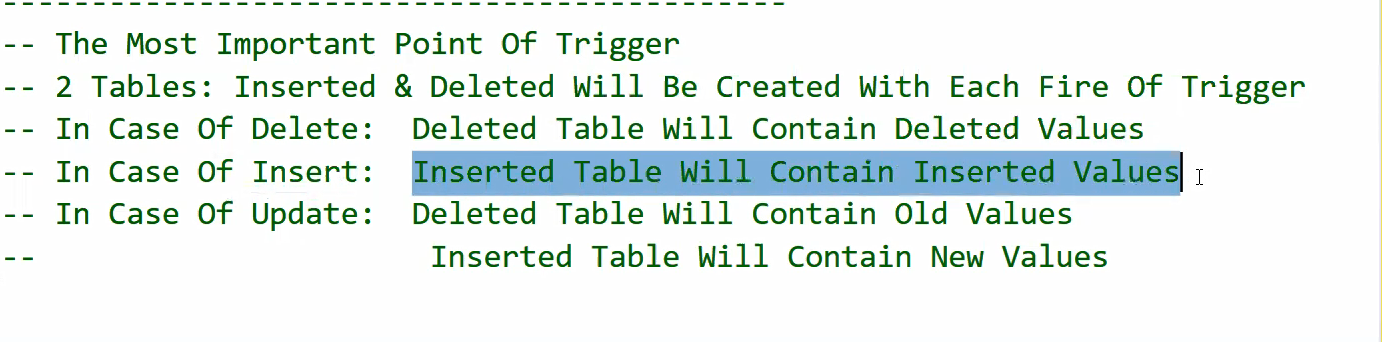 -- The Most Important Point Of Trigger
-- 2 Tables: Inserted & Deleted Will Be Created With Each Fire Of Trigger
-- In Case Of Delete:  Deleted Table Will Contain Deleted Values
-- In Case Of Insert:  Inserted Table Will Contain Inserted Values
-- In Case Of Update:  Deleted Table Will Contain Old Values
--                      Inserted Table Will Contain New Values